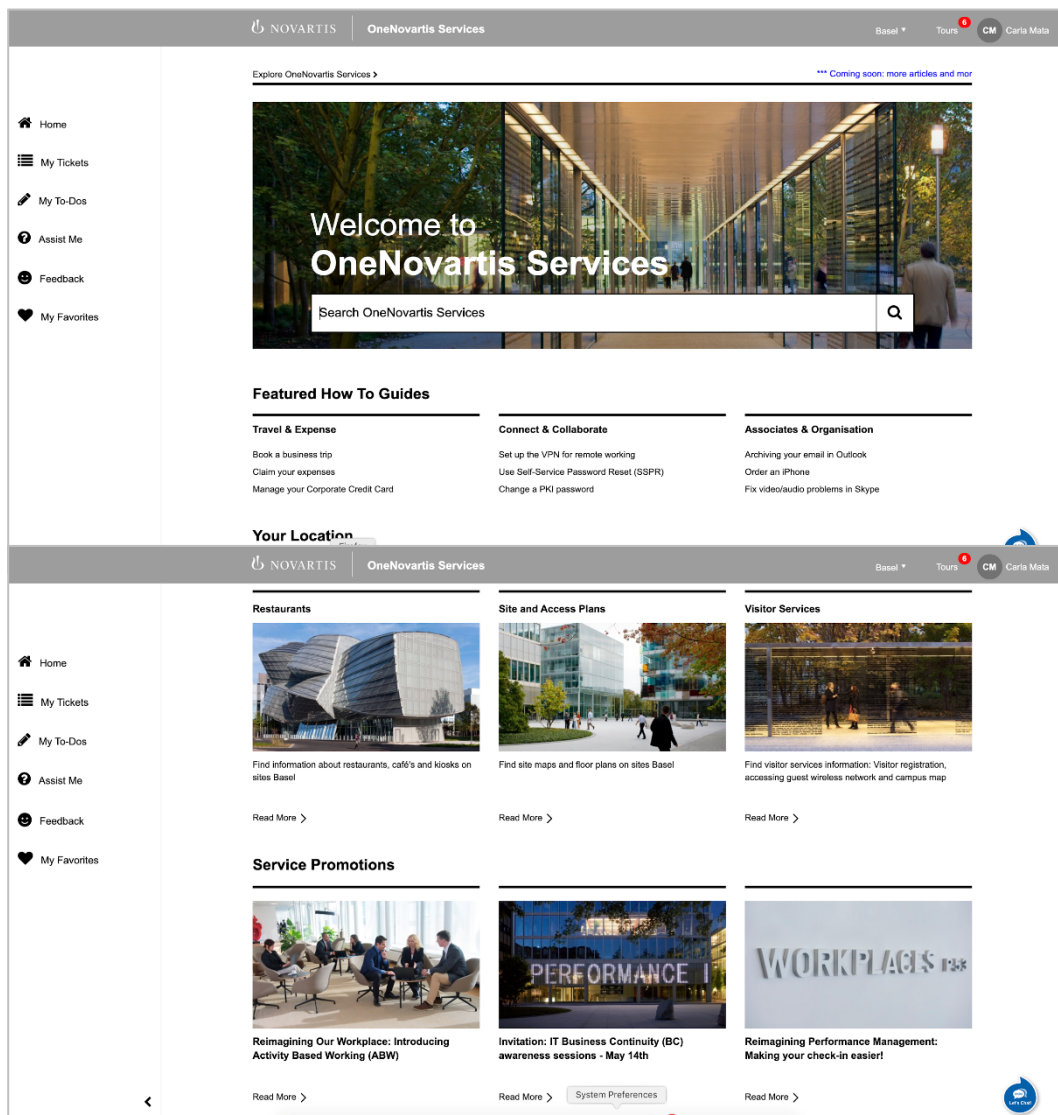 NOVARTIS OneNovartis Services Basel Tours 6 CM Carla Mata
Explore OneNovartis Services *** Coming soon: more articles and mor
Home
My Tickets
My To-Dos
Assist Me
Feedback
My Favorites
Welcome to
OneNovartis Services
Search OneNovartis Services
Featured How To Guides
Travel & Expense
Book a business trip
Claim your expenses
Manage your Corporate Credit Card
Connect & Collaborate
Set up the VPN for remote working
Use Self-Service Password Reset (SSPR)
Change a PKI password
Associates & Organisation
Archiving your email in Outlook
Order an iPhone
Fix video/audio problems in Skype
Your Location
NOVARTIS OneNovartis Services Basel Tours 6 CM Carla Mata
Home
My Tickets
My To-Dos
Assist Me
Feedback
My Favorites
Restaurants
Find information about restaurants, café's and kiosks on
sites Basel
Read More
Site and Access Plans
Find site maps and floor plans on sites Basel
Read More
Visitor Services
Find visitor services information: Visitor registration,
accessing guest wireless network and campus map
Read More
Service Promotions
Reimagining Our Workplace: Introducing
Activity Based Working (ABW)
Read More
PERFORMANCE
Invitation: IT Business Continuity (BC)
awareness sessions - May 14th
Read More
System Preferences
WORKPLACES
Reimagining Performance Management:
Making your check-in easier!
Read More
Let's Chat